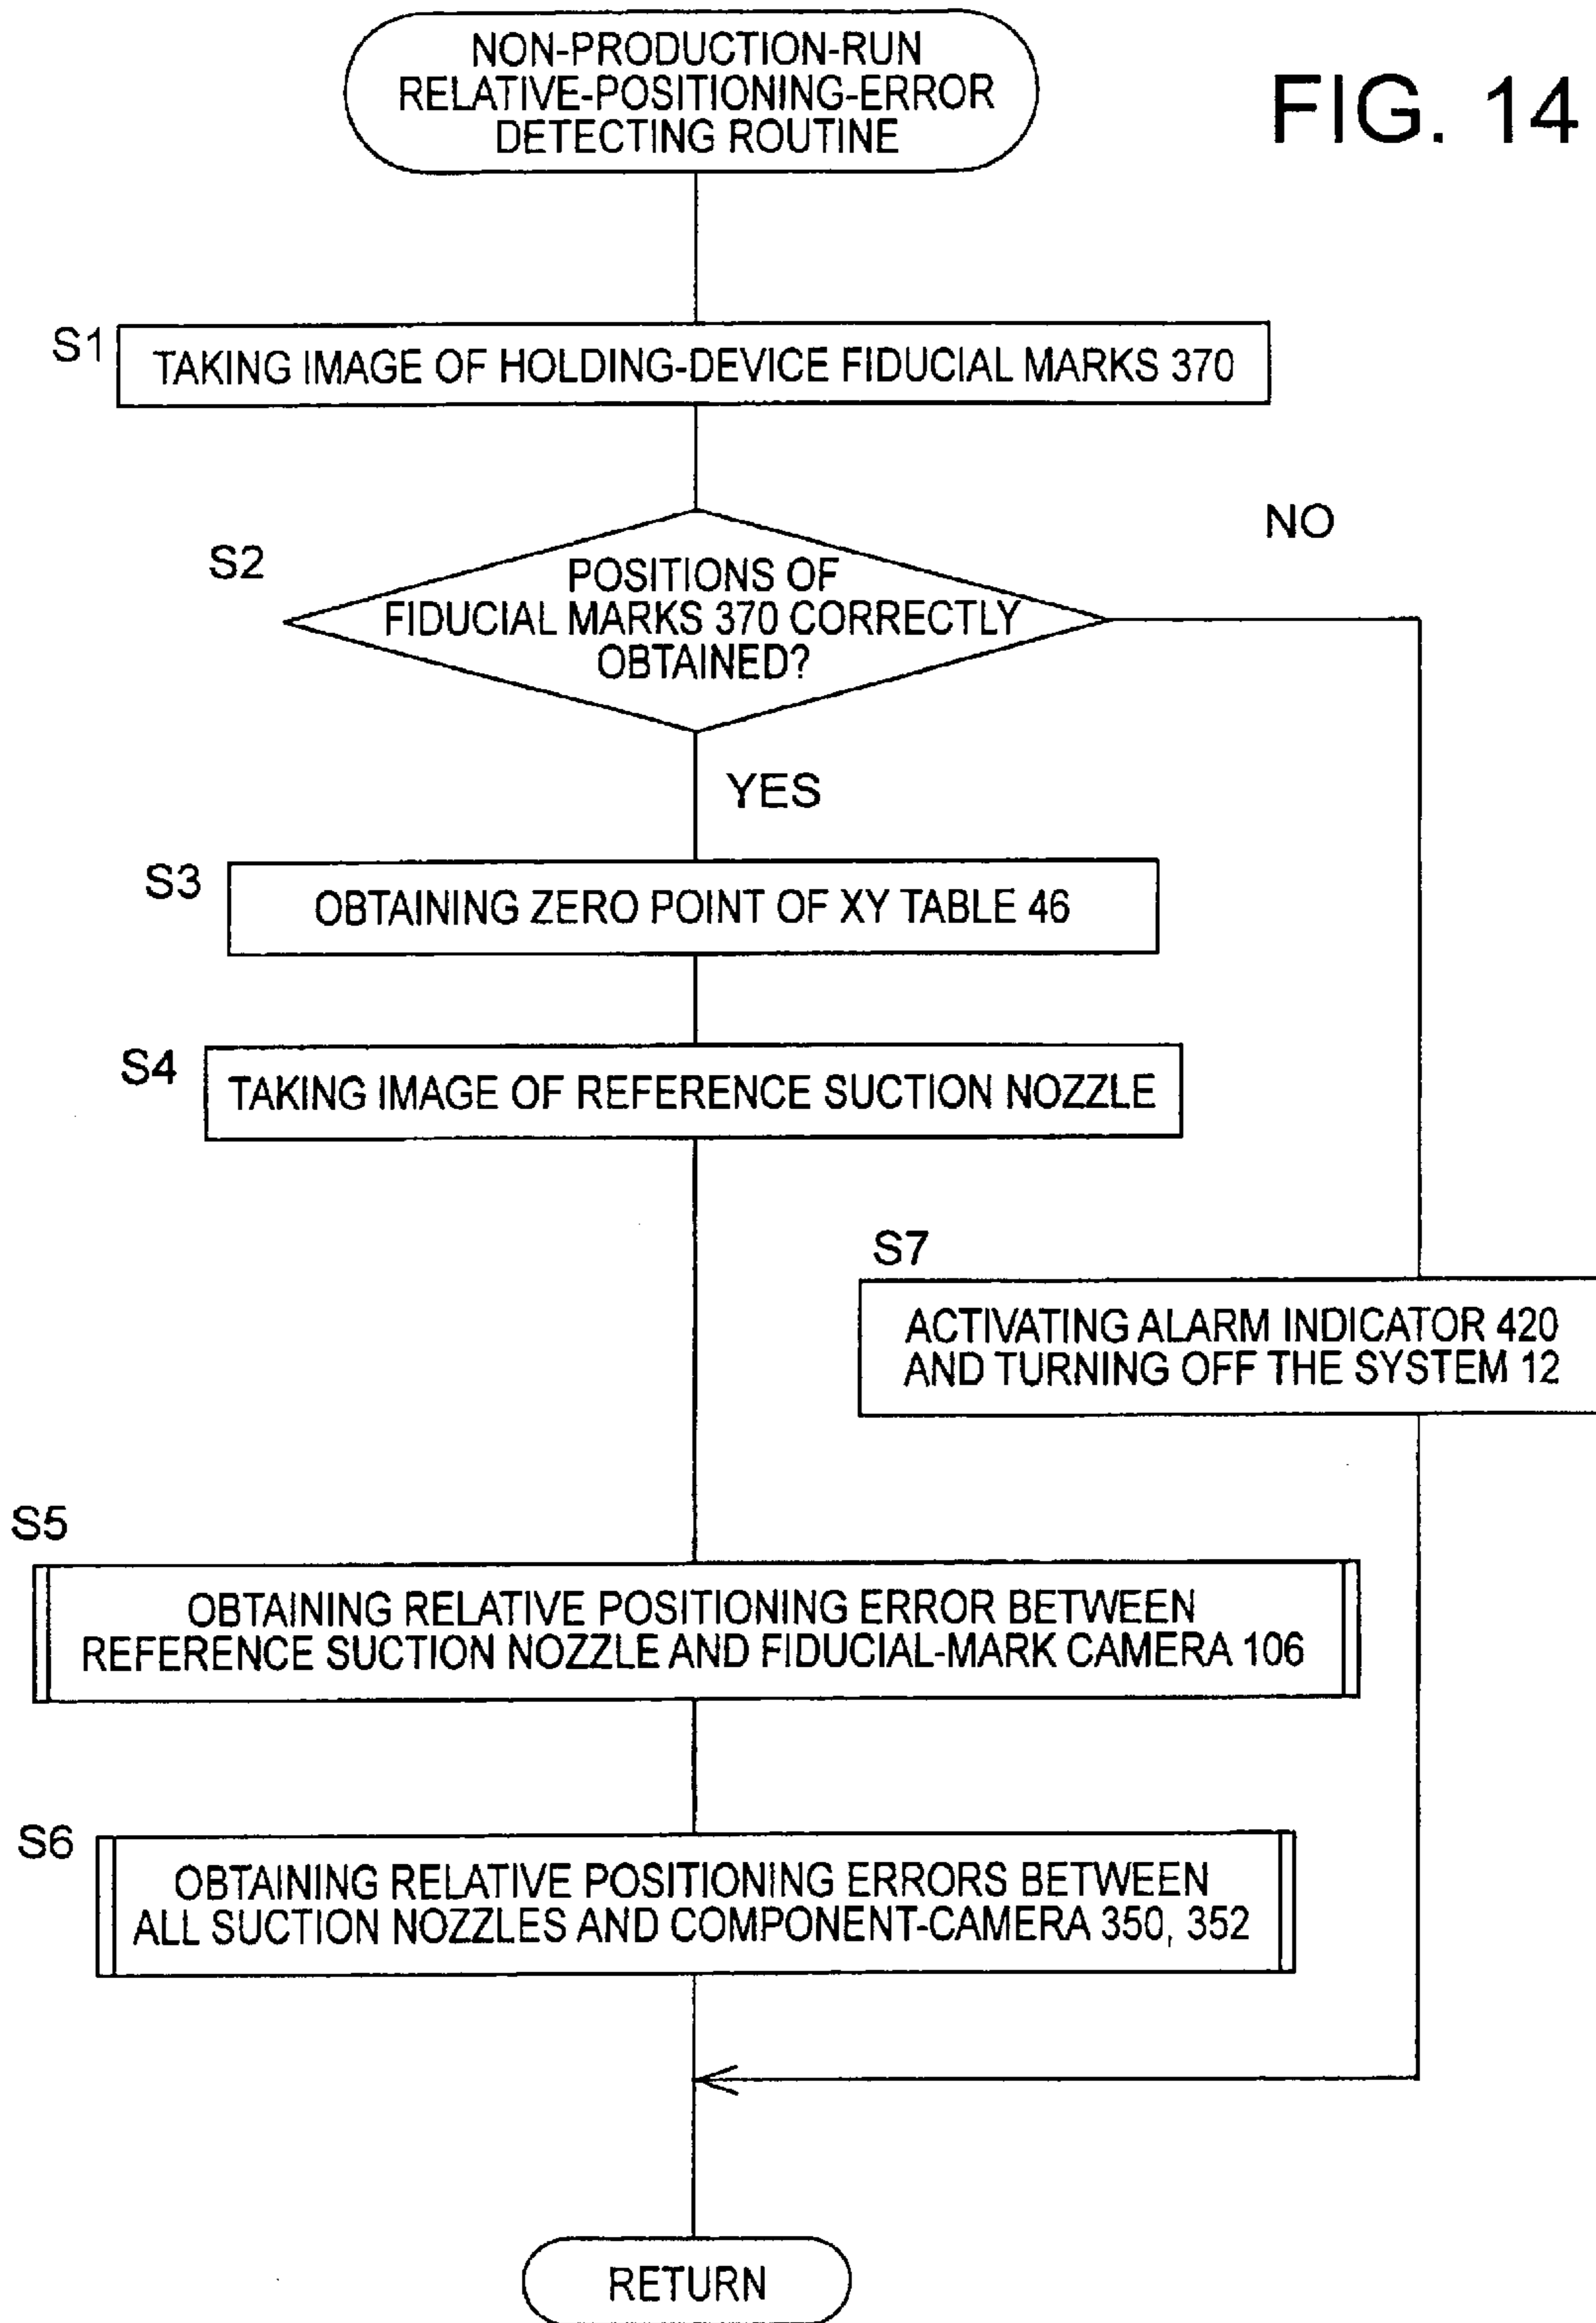 NON-PRODUCTION-RUN
RELATIVE-POSITIONING-ERROR
DETECTING ROUTINE
FIG. 14
S1
TAKING IMAGE OF HOLDING-DEVICE FIDUCIAL MARKS 370
S2
POSITIONS OF
FIDUCIAL MARKS 370 CORRECTLY
OBTAINED?
NO
YES
S3
OBTAINING ZERO POINT OF XY TABLE 46
S4
TAKING IMAGE OF REFERENCE SUCTION NOZZLE
S7
ACTIVATING ALARM INDICATOR 420
AND TURNING OFF THE SYSTEM 12
S5
OBTAINING RELATIVE POSITIONING ERROR BETWEEN
REFERENCE SUCTION NOZZLE AND FIDUCIAL-MARK CAMERA 106
S6
OBTAINING RELATIVE POSITIONING ERRORS BETWEEN
ALL SUCTION NOZZLES AND COMPONENT-CAMERA 350, 352
RETURN